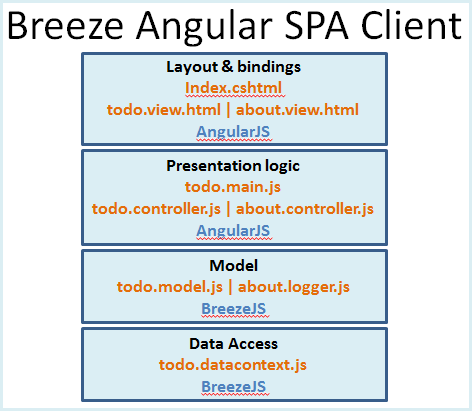 Breeze Angular SPA Client
Layout & bindings
Index.cshtml
todo.view.html | about.view.html
AngularJS
Presentation logic
todo.main.js
todo.controller.js | about.controller.js
AngularJS
Model
todo.model.js | about.logger.js
BreezeJS
Data Access
todo.datacontext.js
BreezeJS